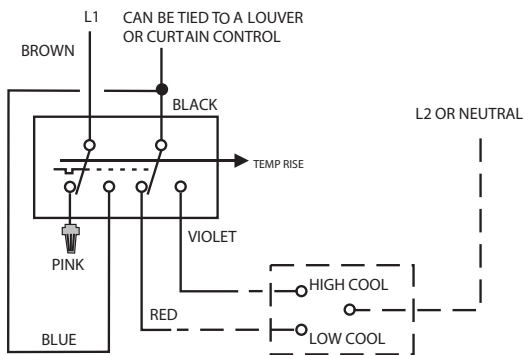 L1
CAN BE TIED TO A LOUVER
OR CURTAIN CONTROL
BROWN
BLACK
L2 OR NEUTRAL
TEMP RISE
VIOLET
PINK
HIGH COOL
RED
LOW COOL
BLUE